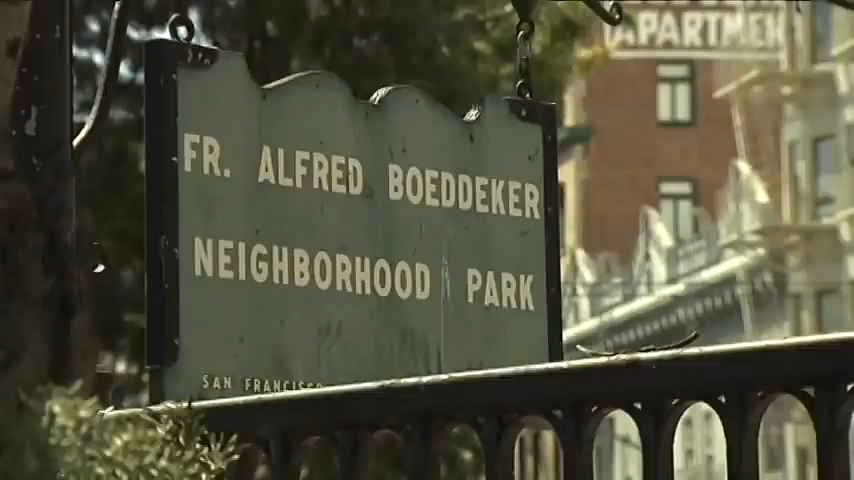 APARTMEN
FR. ALFRED BOEDDEKER
NEIGHBORHOOD PARK
SAN FRANCISCO